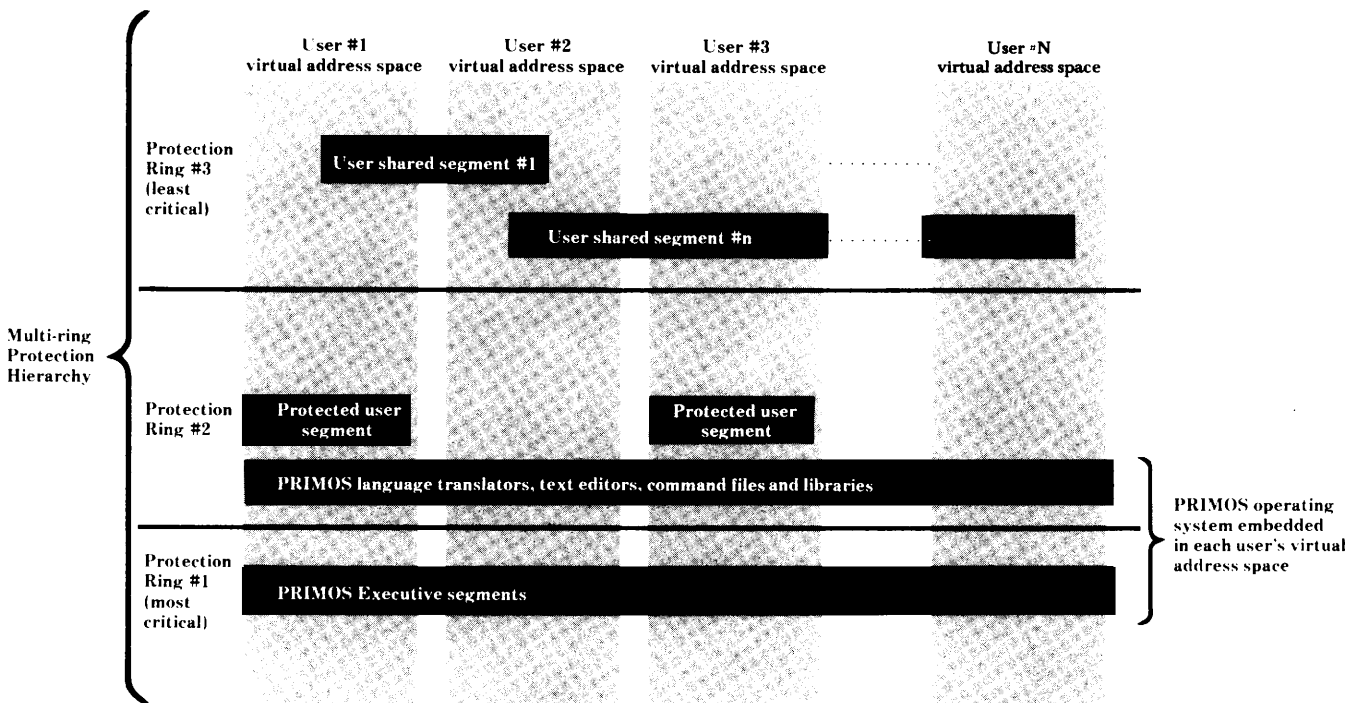 User #1
virtual address space
User #2
virtual address space
User #3
virtual address space
User #N
virtual address space
Protection
Ring #3
(least
critical)
User shared segment #1
User shared segment #n
Multi-ring
Protection
Hierarchy
Protection
Ring #2
Protected user
segment
Protected user
segment
PRIMOS language translators, text editors, command files and libraries
PRIMOS operating
system embedded
in each user's virtual
address space
Protection
Ring #1
(most
critical)
PRIMOS Executive segments